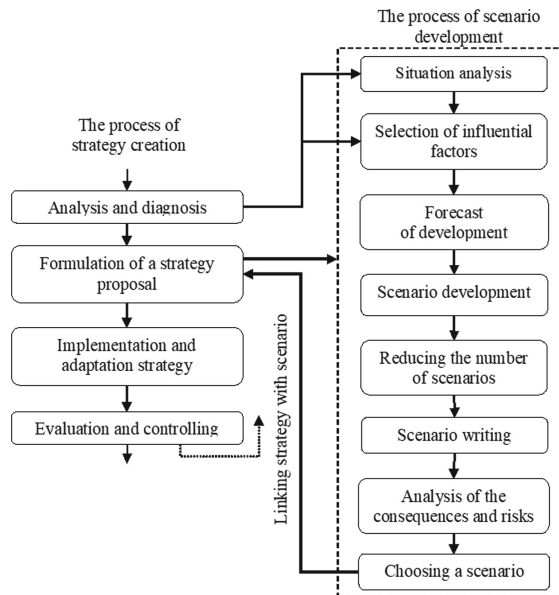 The process of
strategy creation
Analysis and diagnosis
Formulation of a strategy
proposal
Implementation and
adaptation strategy
Evaluation and controlling
Linking strategy with scenario
The process of scenario
development
Situation analysis
Selection of influential
factors
Forecast
of development
Scenario development
Reducing the number
of scenarios
Scenario writing
Analysis of the
consequences and risks
Choosing a scenario